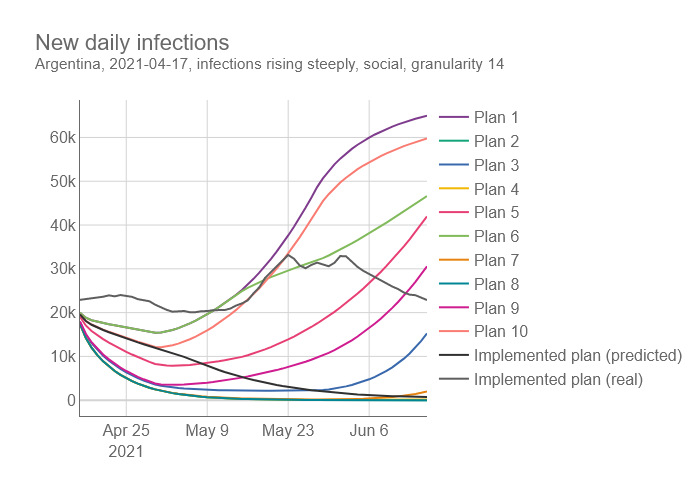 New daily infections
Argentina, 2021-04-17, infections rising steeply, social, granularity 14
60k
50k
40k
30k
20k
10k
0
Apr 25
2021
May 9
May 23
Jun 6
Plan 1
Plan 2
Plan 3
Plan 4
Plan 5
Plan 6
Plan 7
Plan 8
Plan 9
Plan 10
Implemented plan (predicted)
Implemented plan (real)